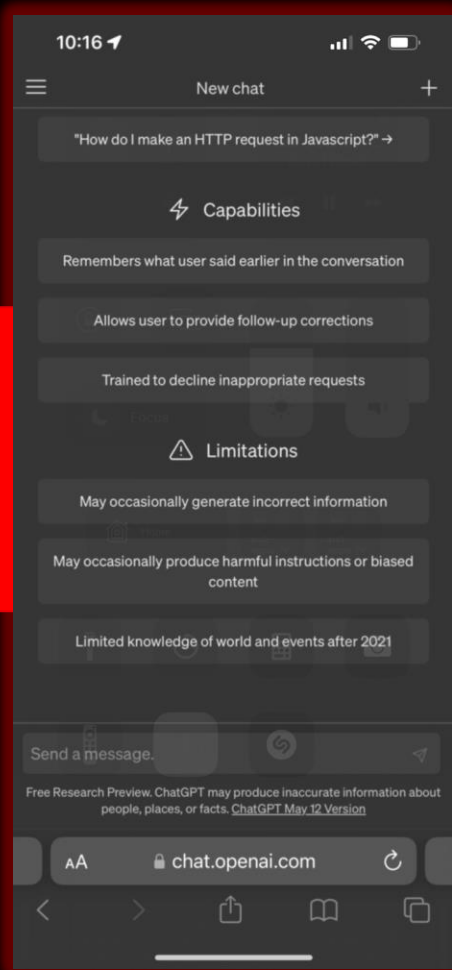 10:16
New chat
"How do I make an HTTP request in Javascript?" →
Capabilities
Remembers what user said earlier in the conversation
Allows user to provide follow-up corrections
Trained to decline inappropriate requests
Focus
Limitations
May occasionally generate incorrect information
May occasionally produce harmful instructions or biased
content
Limited knowledge of world and events after 2021
Send a message.
Free Research Preview. ChatGPT may produce inaccurate information about
people, places, or facts. ChatGPT May 12 Version
AA chat.openai.com